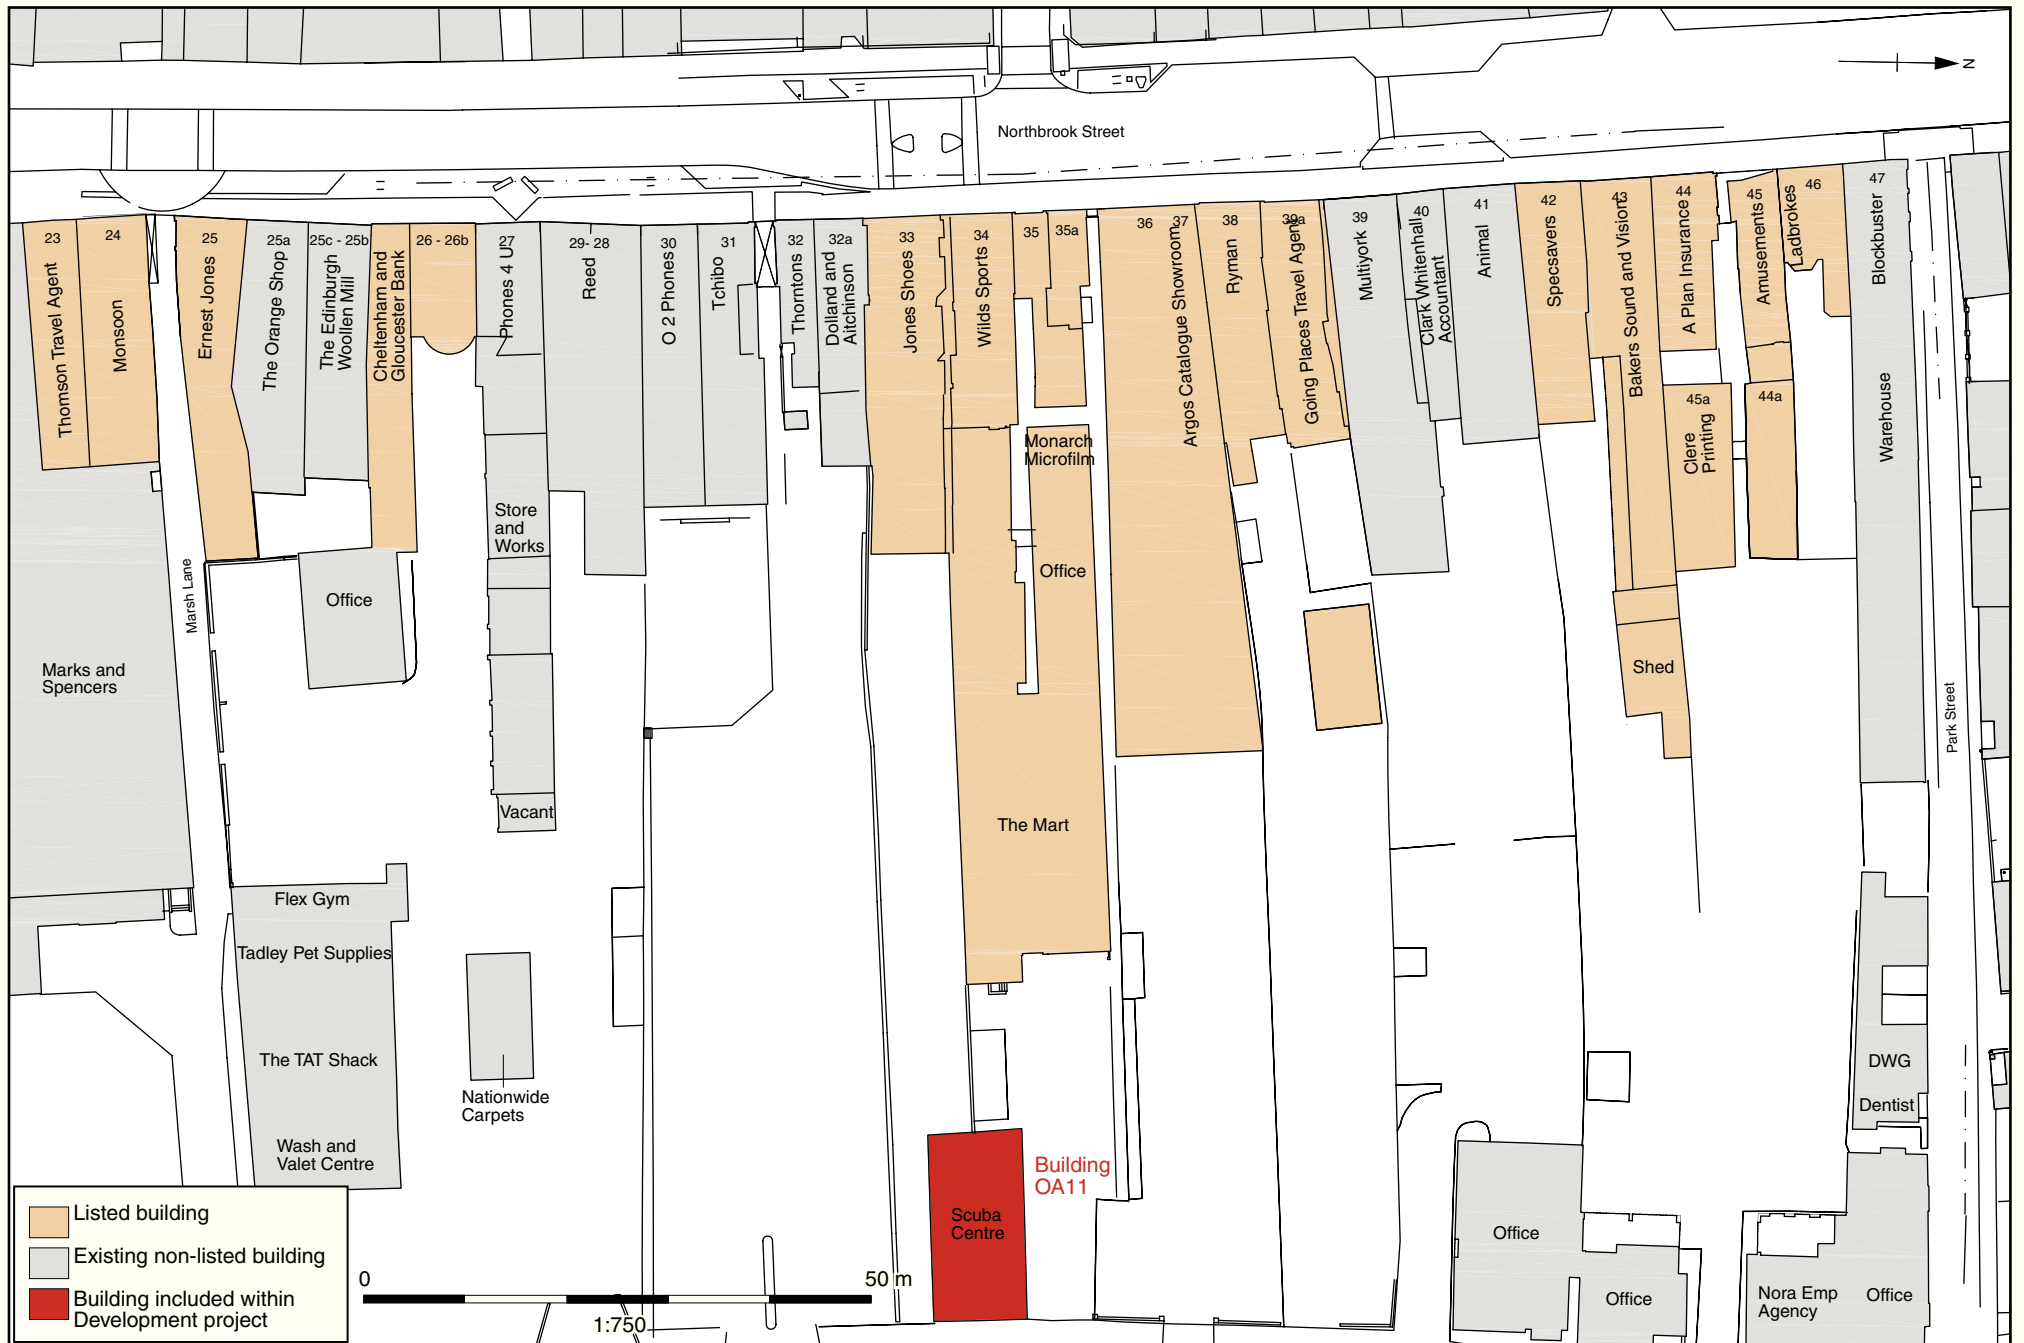 N
Northbrook Street
23
Thomson Travel Agent
24
Monsoon
25
Ernest Jones
25a
The Orange Shop
25c - 25b
The Edinburgh
Woollen Mill
Cheltenham and
Gloucester Bank
26 - 26b
27
Phones 4 U
29- 28
Reed
30
O 2 Phones
31
Tchibo
32
Thorntons
32a
Dolland and
Aitchinson
33
Jones Shoes
34
Wilds Sports
35
35a
36
37
Argos Catalogue Showroom
38
Ryman
39a
Going Places Travel Agent
39
Multiyork
40
Clark Whitenhall
Accountant
41
Animal
42
Specsavers
43
Bakers Sound and Vision
44
A Plan Insurance
45
Amusements
46
Ladbrokes
47
Blockbuster
Warehouse
45a
Clere
Printing
44a
Monarch
Microfilm
Office
Store
and
Works
Marsh Lane
Office
Marks and
Spencers
Shed
Park Street
Vacant
The Mart
Flex Gym
Tadley Pet Supplies
The TAT Shack
Wash and
Valet Centre
Nationwide
Carpets
DWG
Dentist
Building
OA11
Scuba
Centre
Office
Office
Nora Emp
Agency
Office
Listed building
Existing non-listed building
Building included within
Development project
0
50 m
1:750